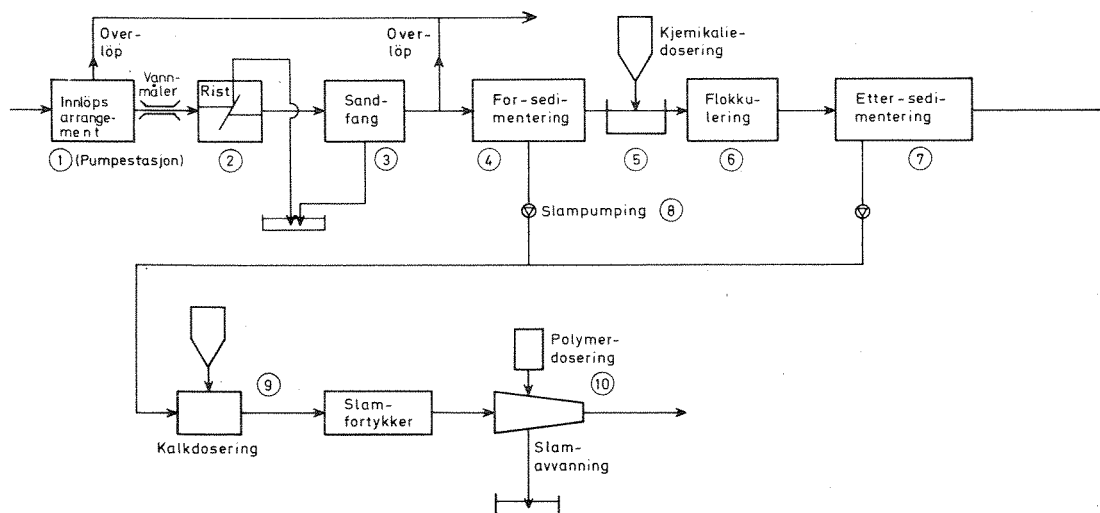 Over-
löp
Over-
löp
Kjemikalie-
dosering
Vann-
måler
Innlöps
arrange-
ment
Rist
Sand-
fang
For-sedi-
mentering
Flokku-
lering
Etter-sedi-
mentering
1 (Pumpestasjon)
2
3
4
5
6
7
Slampumping 8
Polymer-
dosering
9
10
Slam-
fortykker
Kalkdosering
Slam-
avvanning